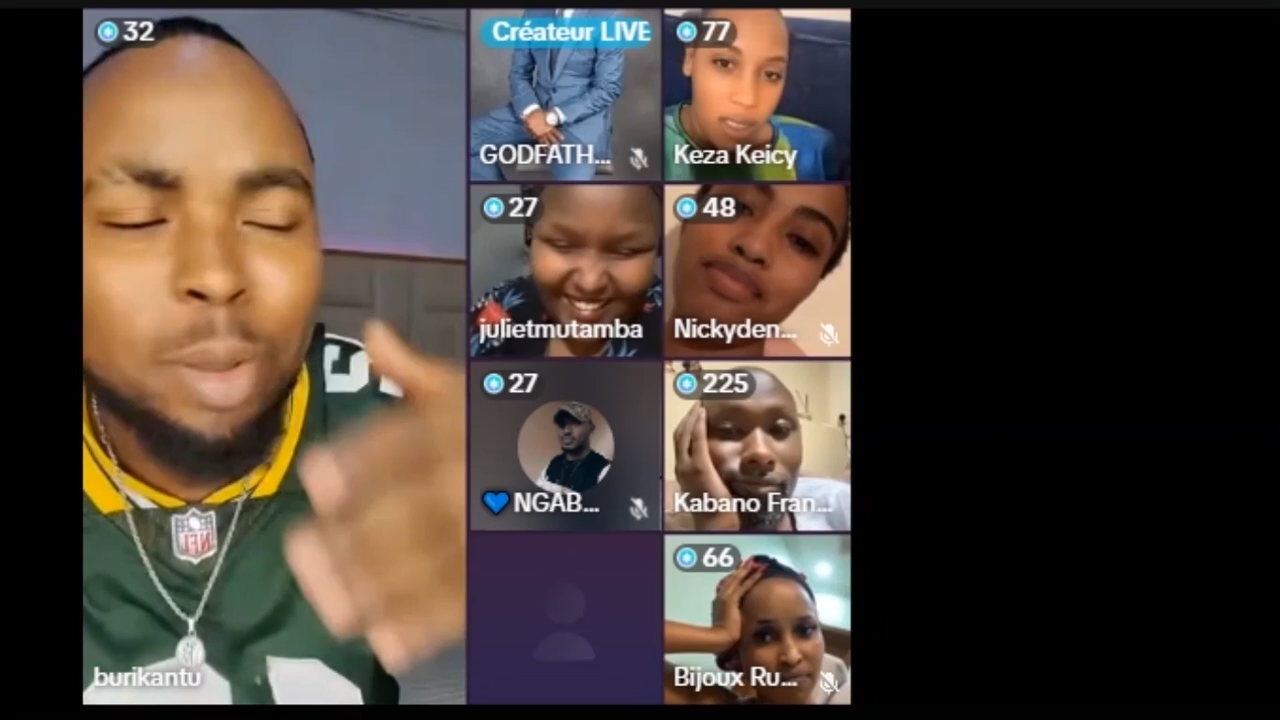 32
burikantu
Créateur LIVE
GODFATH...
77
Keza Keicy
27
julietmutamba
48
Nickyden...
27
💙 NGAB...
225
Kabano Fran...
66
Bijoux Ru...
NFL